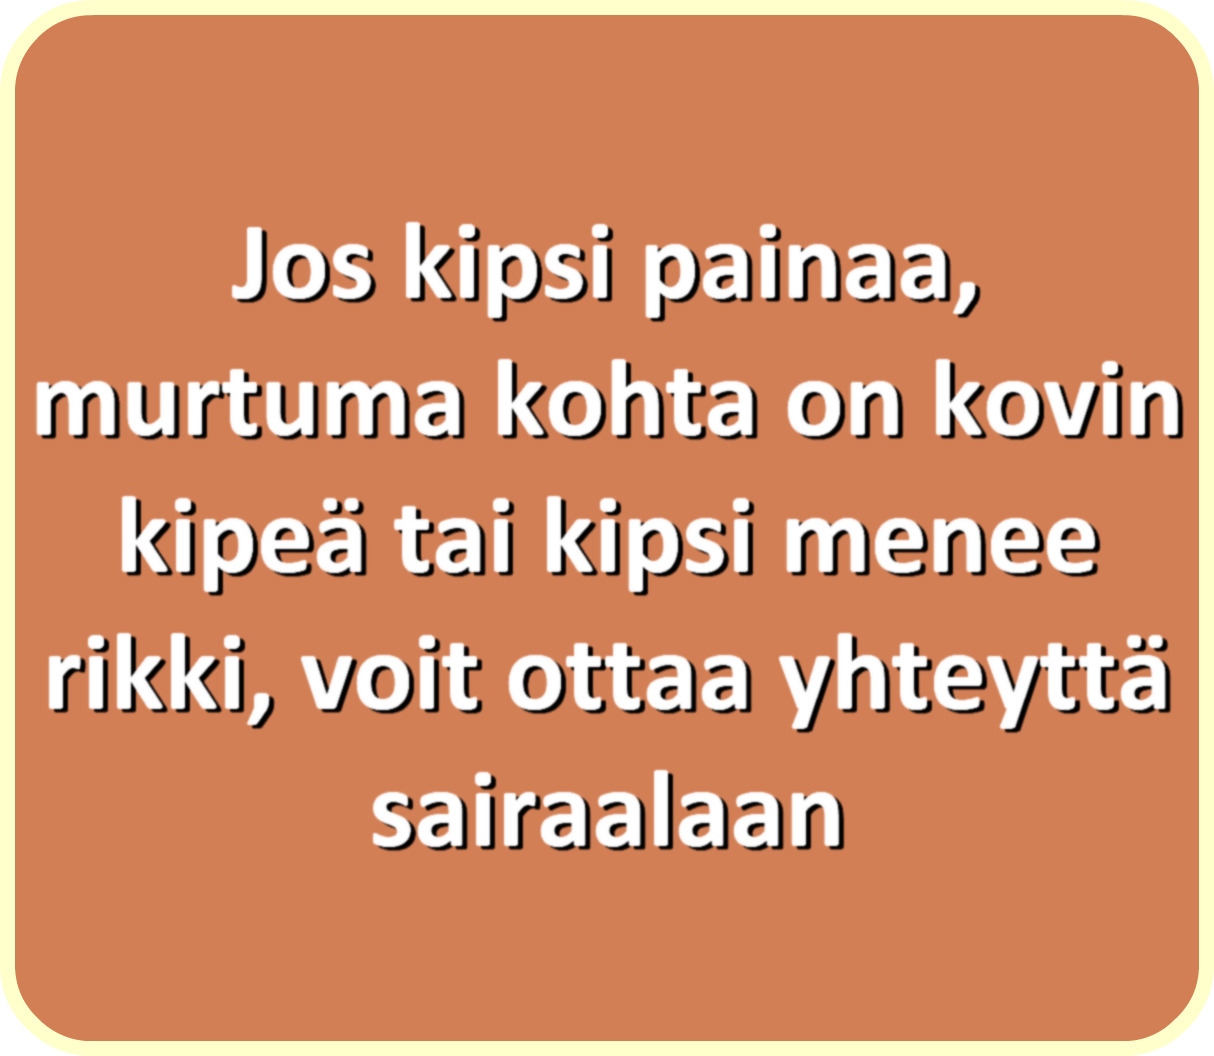 Jos kipsi painaa,
murtuma kohta on kovin
kipeä tai kipsi menee
rikki, voit ottaa yhteyttä
sairaalaan